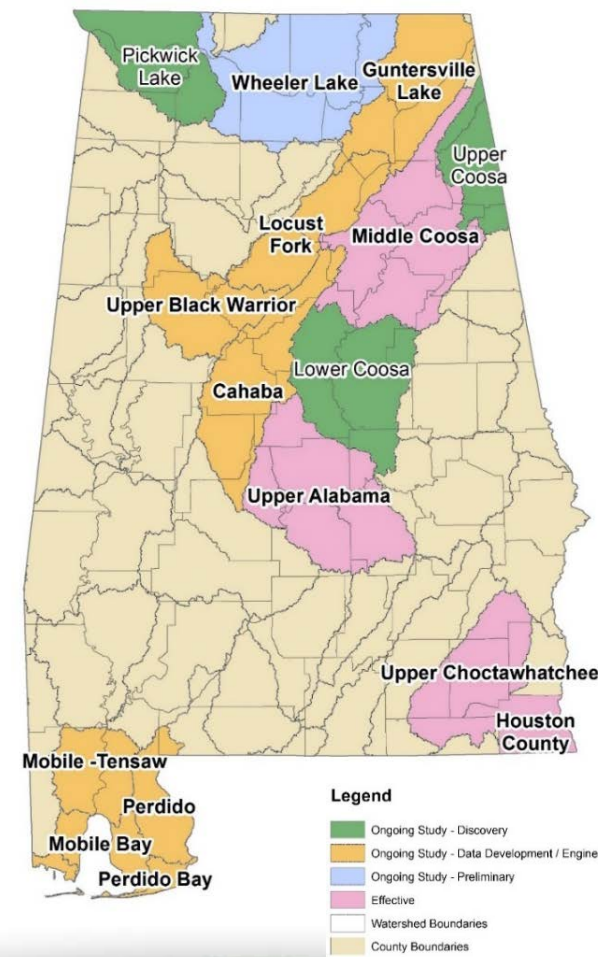 Pickwick
Lake
Wheeler Lake
Guntersville
Lake
Upper
Coosa
Locust
Fork
Middle Coosa
Upper Black Warrior
Lower Coosa
Cahaba
Upper Alabama
Upper Choctawhatchee
Houston
County
Mobile -Tensaw
Perdido
Mobile Bay
Perdido Bay
Legend
Ongoing Study - Discovery
Ongoing Study - Data Development / Engine
Ongoing Study - Preliminary
Effective
Watershed Boundaries
County Boundaries